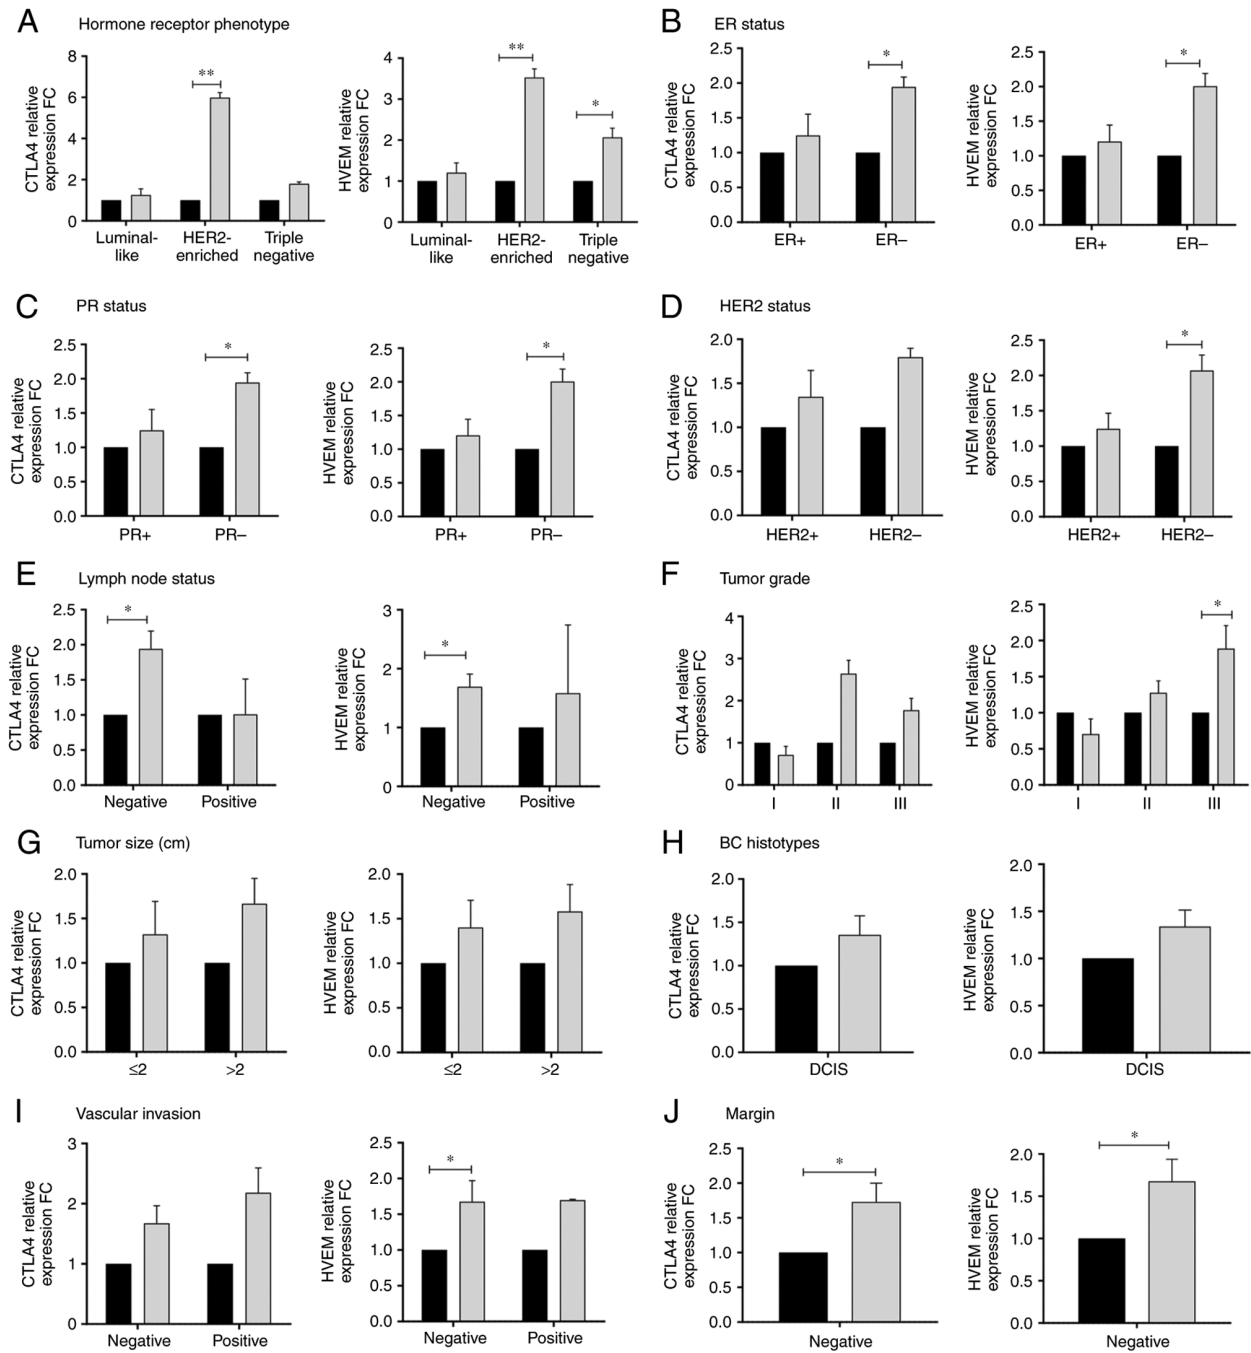 A Hormone receptor phenotype
CTLA4 relative
expression FC
8
6
4
2
0
**
Luminal-
like
HER2-
enriched
Triple
negative
HVEM relative
expression FC
4
3
2
1
0
**
*
Luminal-
like
HER2-
enriched
Triple
negative
B ER status
CTLA4 relative
expression FC
2.5
2.0
1.5
1.0
0.5
0.0
*
ER+ ER–
HVEM relative
expression FC
2.5
2.0
1.5
1.0
0.5
0.0
*
ER+ ER–
C PR status
CTLA4 relative
expression FC
2.5
2.0
1.5
1.0
0.5
0.0
*
PR+ PR–
HVEM relative
expression FC
2.5
2.0
1.5
1.0
0.5
0.0
*
PR+ PR–
D HER2 status
CTLA4 relative
expression FC
2.0
1.5
1.0
0.5
0.0
HER2+ HER2–
HVEM relative
expression FC
2.5
2.0
1.5
1.0
0.5
0.0
*
HER2+ HER2–
E Lymph node status
CTLA4 relative
expression FC
2.5
2.0
1.5
1.0
0.5
0.0
*
Negative Positive
HVEM relative
expression FC
3
2
1
0
*
Negative Positive
F Tumor grade
CTLA4 relative
expression FC
4
3
2
1
0
I II III
HVEM relative
expression FC
2.5
2.0
1.5
1.0
0.5
0.0
*
I II III
G Tumor size (cm)
CTLA4 relative
expression FC
2.0
1.5
1.0
0.5
0.0
≤2 >2
HVEM relative
expression FC
2.0
1.5
1.0
0.5
0.0
≤2 >2
H BC histotypes
CTLA4 relative
expression FC
2.0
1.5
1.0
0.5
0.0
DCIS
HVEM relative
expression FC
2.0
1.5
1.0
0.5
0.0
DCIS
I Vascular invasion
CTLA4 relative
expression FC
3
2
1
0
Negative Positive
HVEM relative
expression FC
2.5
2.0
1.5
1.0
0.5
0.0
*
Negative Positive
J Margin
CTLA4 relative
expression FC
2.5
2.0
1.5
1.0
0.5
0.0
*
Negative
HVEM relative
expression FC
2.0
1.5
1.0
0.5
0.0
*
Negative